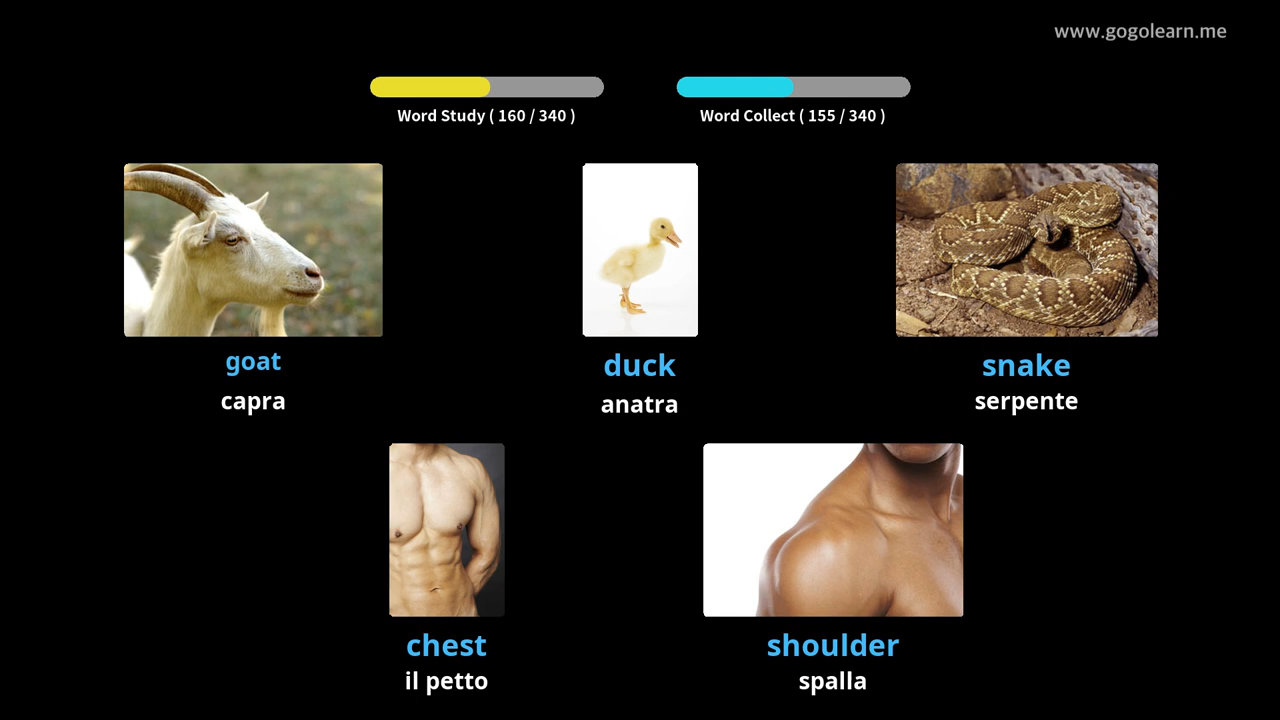 www.gogolearn.me
Word Study ( 160 / 340 )
Word Collect ( 155 / 340 )
goat
capra
duck
anatra
snake
serpente
chest
il petto
shoulder
spalla